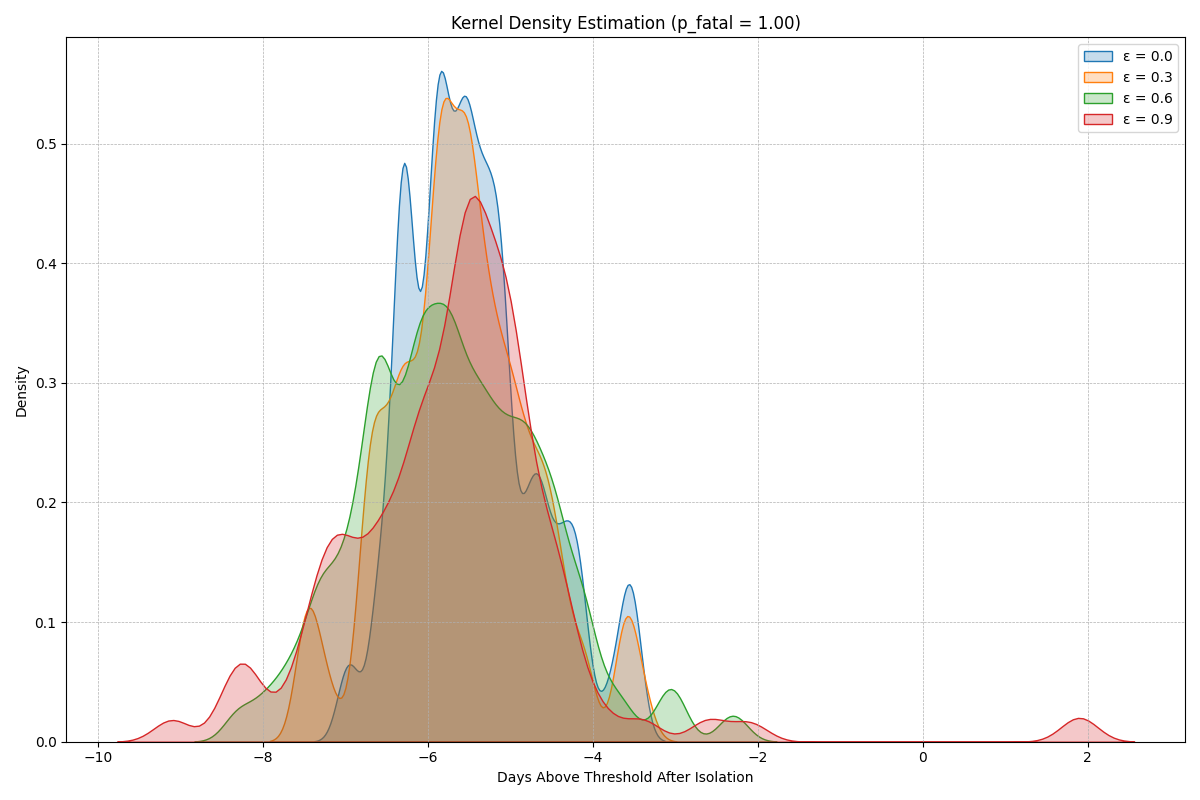 Kernel Density Estimation (p_fatal = 1.00)
ε = 0.0
ε = 0.3
ε = 0.6
ε = 0.9
Density
0.5
0.4
0.3
0.2
0.1
0.0
−10 −8 −6 −4 −2 0 2
Days Above Threshold After Isolation